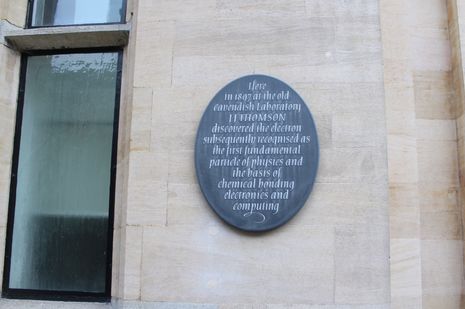 Here
in 1897 at the old
Cavendish Laboratory
J J THOMSON
discovered the electron
subsequently recognised as
the first fundamental
particle of physics and
the basis of
chemical bonding
electronics and
computing